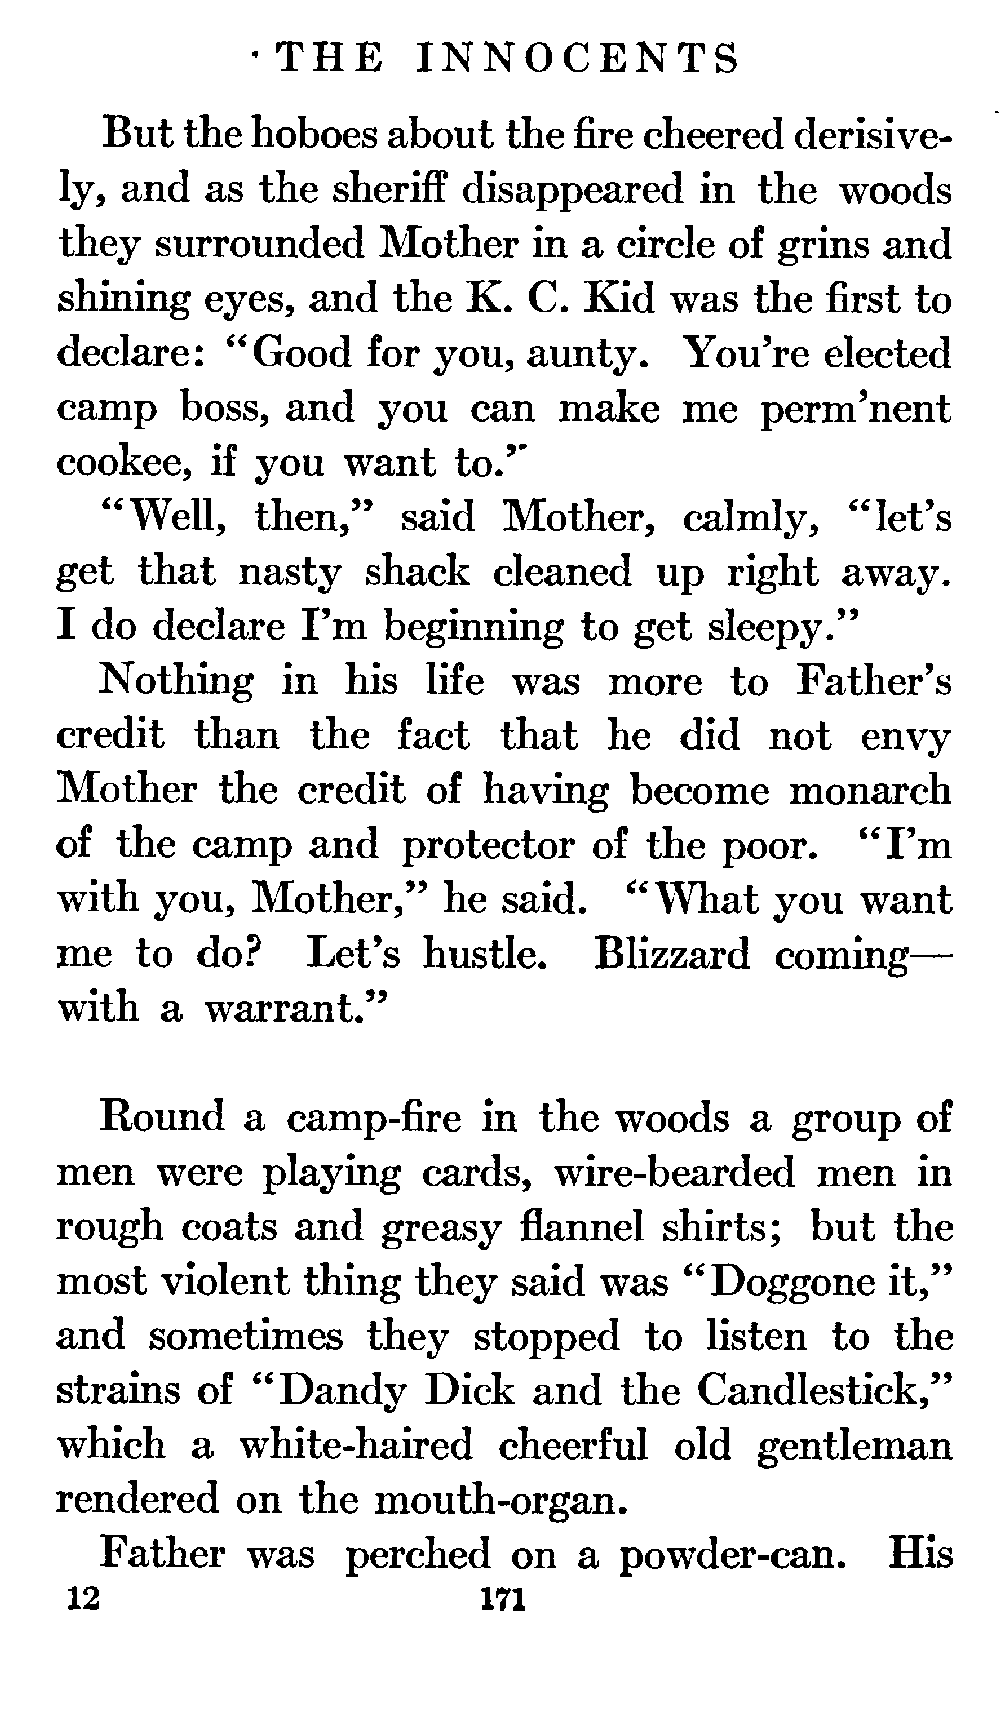 THE INNOCENTS
But the hoboes about the fire cheered derisive-
ly, and as the sheriff disappeared in the woods
they surrounded Mother in a circle of grins and
shining eyes, and the K. C. Kid was the first to
declare: "Good for you, aunty. You're elected
camp boss, and you can make me perm'nent
cookee, if you want to."
"Well, then," said Mother, calmly, "let's
get that nasty shack cleaned up right away.
I do declare I'm beginning to get sleepy."
Nothing in his life was more to Father's
credit than the fact that he did not envy
Mother the credit of having become monarch
of the camp and protector of the poor. "I'm
with you, Mother," he said. "What you want
me to do? Let's hustle. Blizzard coming—
with a warrant."
Round a camp-fire in the woods a group of
men were playing cards, wire-bearded men in
rough coats and greasy flannel shirts; but the
most violent thing they said was "Doggone it,"
and sometimes they stopped to listen to the
strains of "Dandy Dick and the Candlestick,"
which a white-haired cheerful old gentleman
rendered on the mouth-organ.
Father was perched on a powder-can. His
12 171